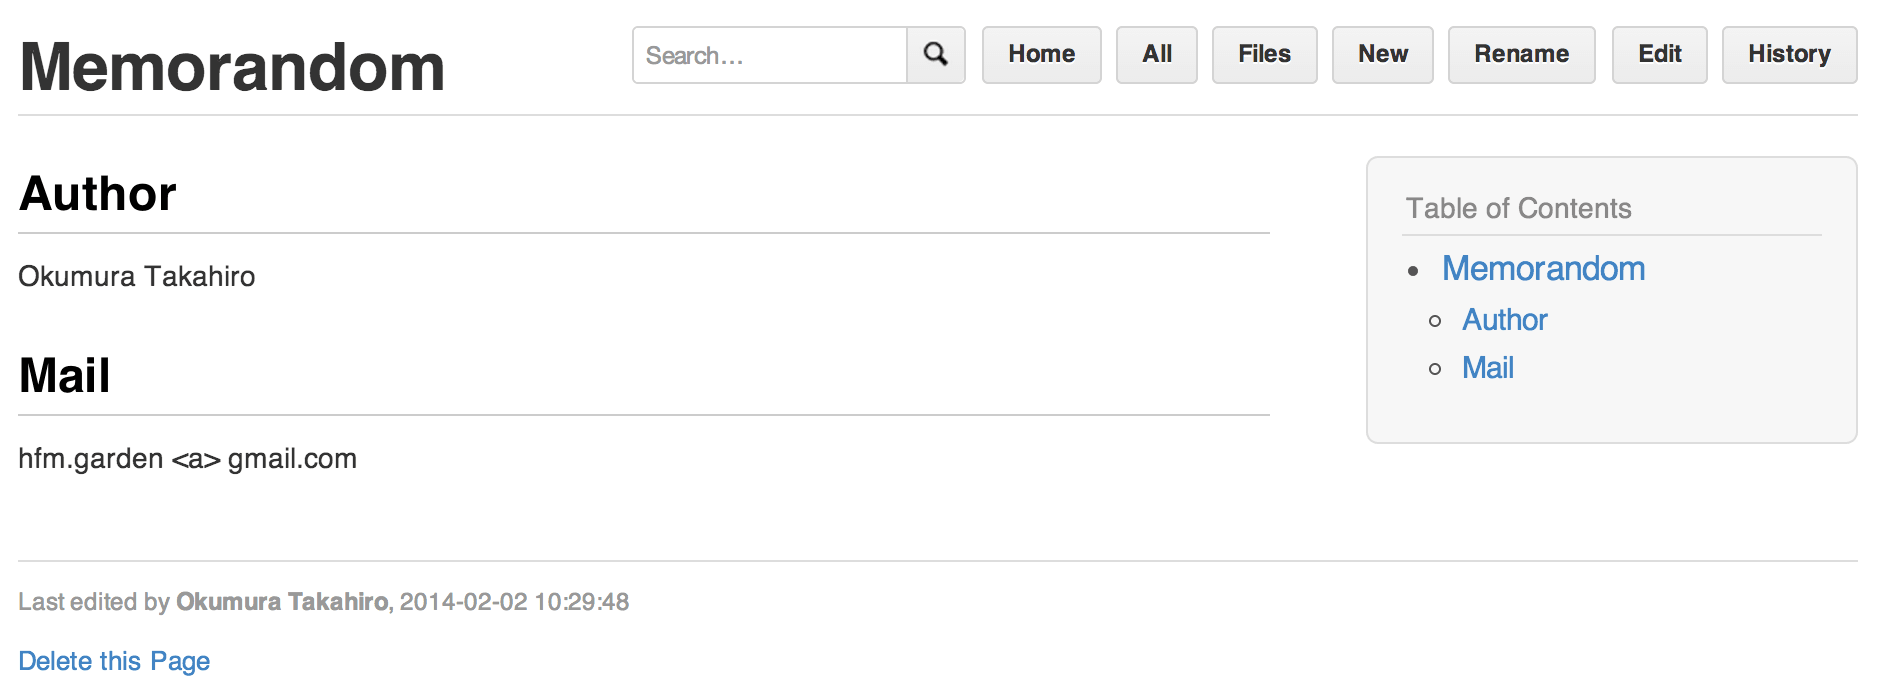 Memorandom
Search...
Home
All
Files
New
Rename
Edit
History
Author
Okumura Takahiro
Mail
hfm.garden <a> gmail.com
Table of Contents
Memorandom
Author
Mail
Last edited by Okumura Takahiro, 2014-02-02 10:29:48
Delete this Page